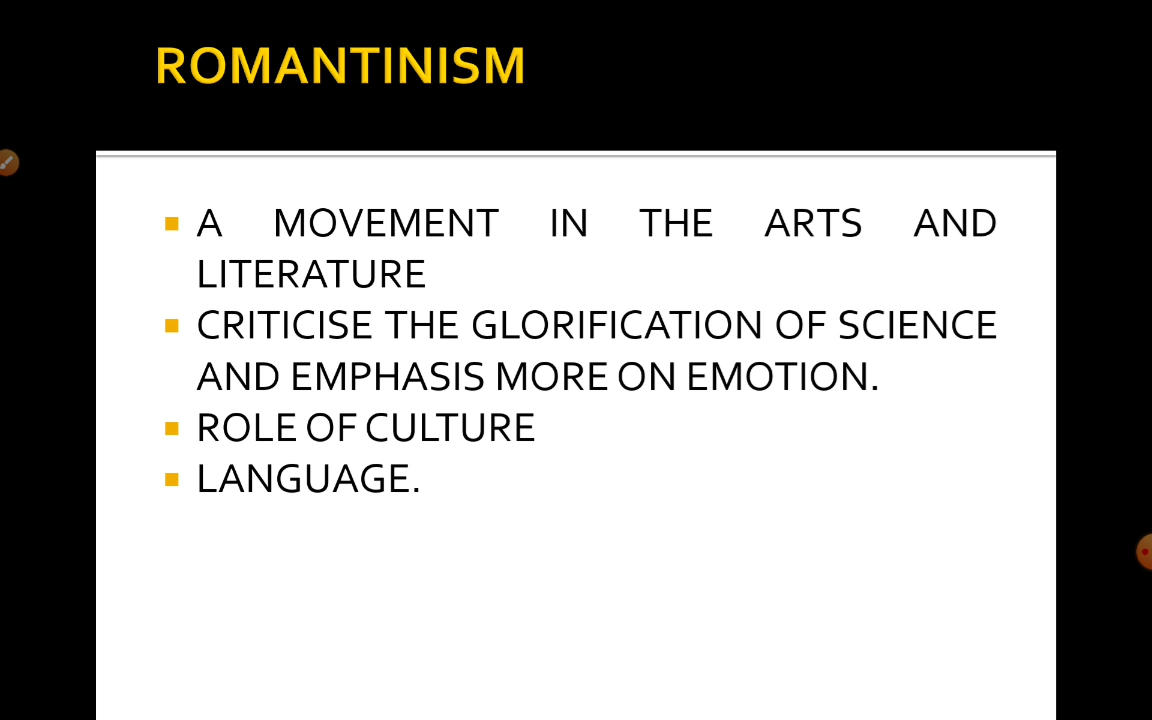 ROMANTINISM
A MOVEMENT IN THE ARTS AND
LITERATURE
CRITICISE THE GLORIFICATION OF SCIENCE
AND EMPHASIS MORE ON EMOTION.
ROLE OF CULTURE
LANGUAGE.